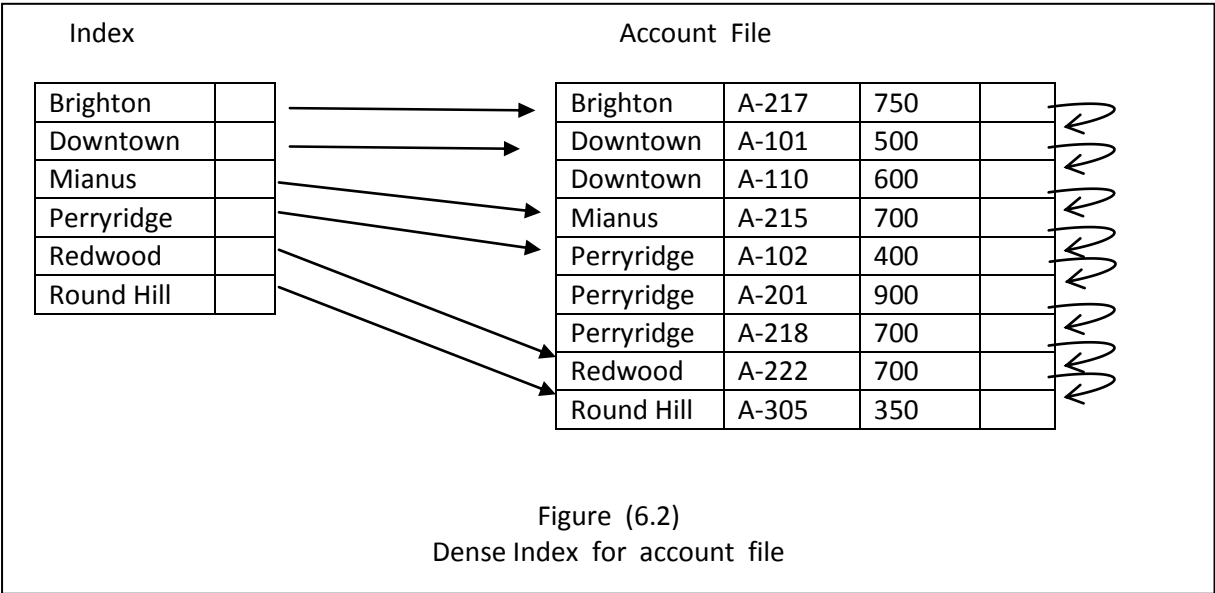 Index Account File
Brighton Brighton A-217 750
Downtown Downtown A-101 500
Mianus Downtown A-110 600
Perryridge Mianus A-215 700
Redwood Perryridge A-102 400
Round Hill Perryridge A-201 900
Perryridge A-218 700
Redwood A-222 700
Round Hill A-305 350
Figure (6.2)
Dense Index for account file